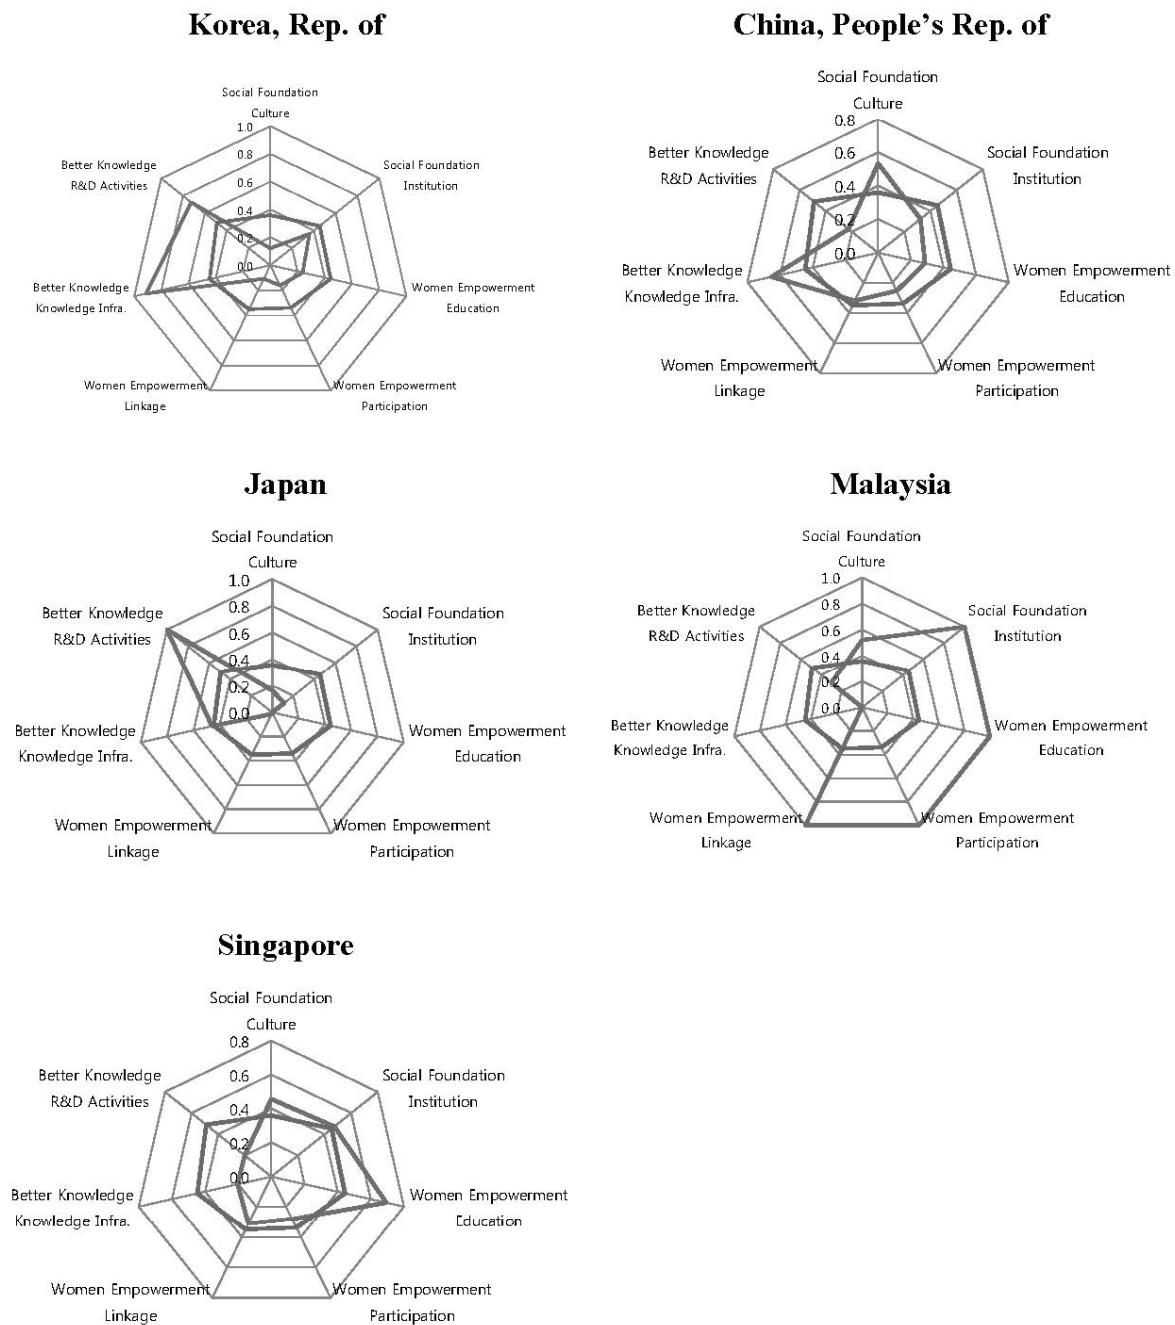 Korea, Rep. of
Social Foundation
Culture
1.0
0.8
0.6
0.4
0.2
0.0
Social Foundation
Institution
Women Empowerment
Education
Women Empowerment
Participation
Women Empowerment
Linkage
Better Knowledge
Knowledge Infra.
Better Knowledge
R&D Activities
China, People’s Rep. of
Social Foundation
Culture
0.8
0.6
0.4
0.2
0.0
Social Foundation
Institution
Women Empowerment
Education
Women Empowerment
Participation
Women Empowerment
Linkage
Better Knowledge
Knowledge Infra.
Better Knowledge
R&D Activities
Japan
Social Foundation
Culture
1.0
0.8
0.6
0.4
0.2
0.0
Social Foundation
Institution
Women Empowerment
Education
Women Empowerment
Participation
Women Empowerment
Linkage
Better Knowledge
Knowledge Infra.
Better Knowledge
R&D Activities
Malaysia
Social Foundation
Culture
1.0
0.8
0.6
0.4
0.2
0.0
Social Foundation
Institution
Women Empowerment
Education
Women Empowerment
Participation
Women Empowerment
Linkage
Better Knowledge
Knowledge Infra.
Better Knowledge
R&D Activities
Singapore
Social Foundation
Culture
0.8
0.6
0.4
0.2
0.0
Social Foundation
Institution
Women Empowerment
Education
Women Empowerment
Participation
Women Empowerment
Linkage
Better Knowledge
Knowledge Infra.
Better Knowledge
R&D Activities